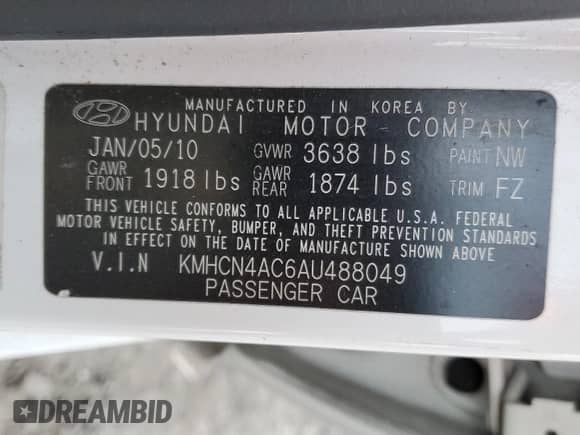 MANUFACTURED IN KOREA BY
HYUNDAI MOTOR COMPANY
JAN/05/10 GVWR 3638 lbs PAINT NW
GAWR FRONT 1918 lbs GAWR REAR 1874 lbs TRIM FZ
THIS VEHICLE CONFORMS TO ALL APPLICABLE U.S.A. FEDERAL
MOTOR VEHICLE SAFETY, BUMPER, AND THEFT PREVENTION STANDARDS
IN EFFECT ON THE DATE OF MANUFACTURE SHOWN ABOVE
V.I.N KMHCN4AC6AU488049
PASSENGER CAR
DREAMBID